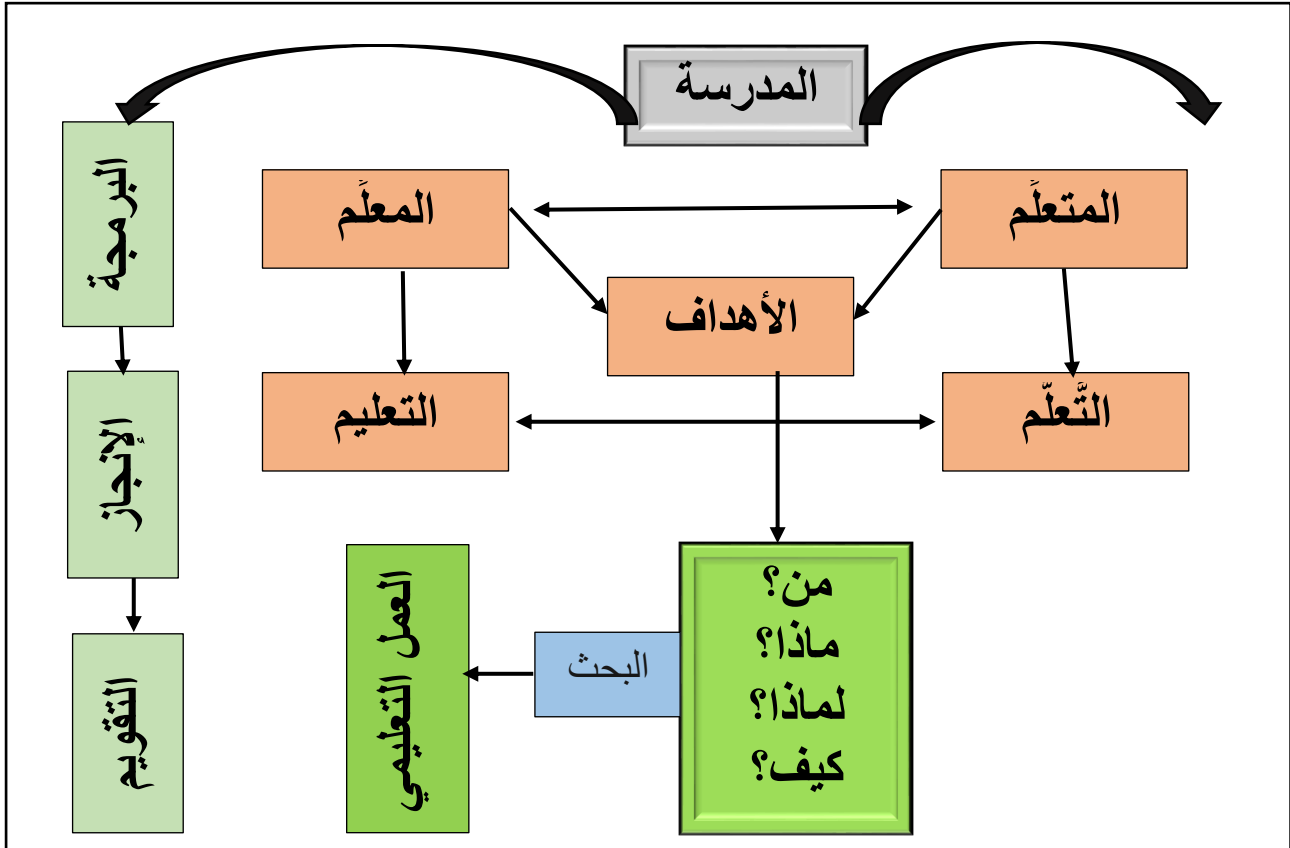 المدرسة
المتعلَّم
المعلَّم
الأهداف
التَّعلّم
التعليم
من؟
ماذا؟
لماذا؟
كيف؟
البحث
العمل التعليمي
البرمجة
الإنجاز
التقويم